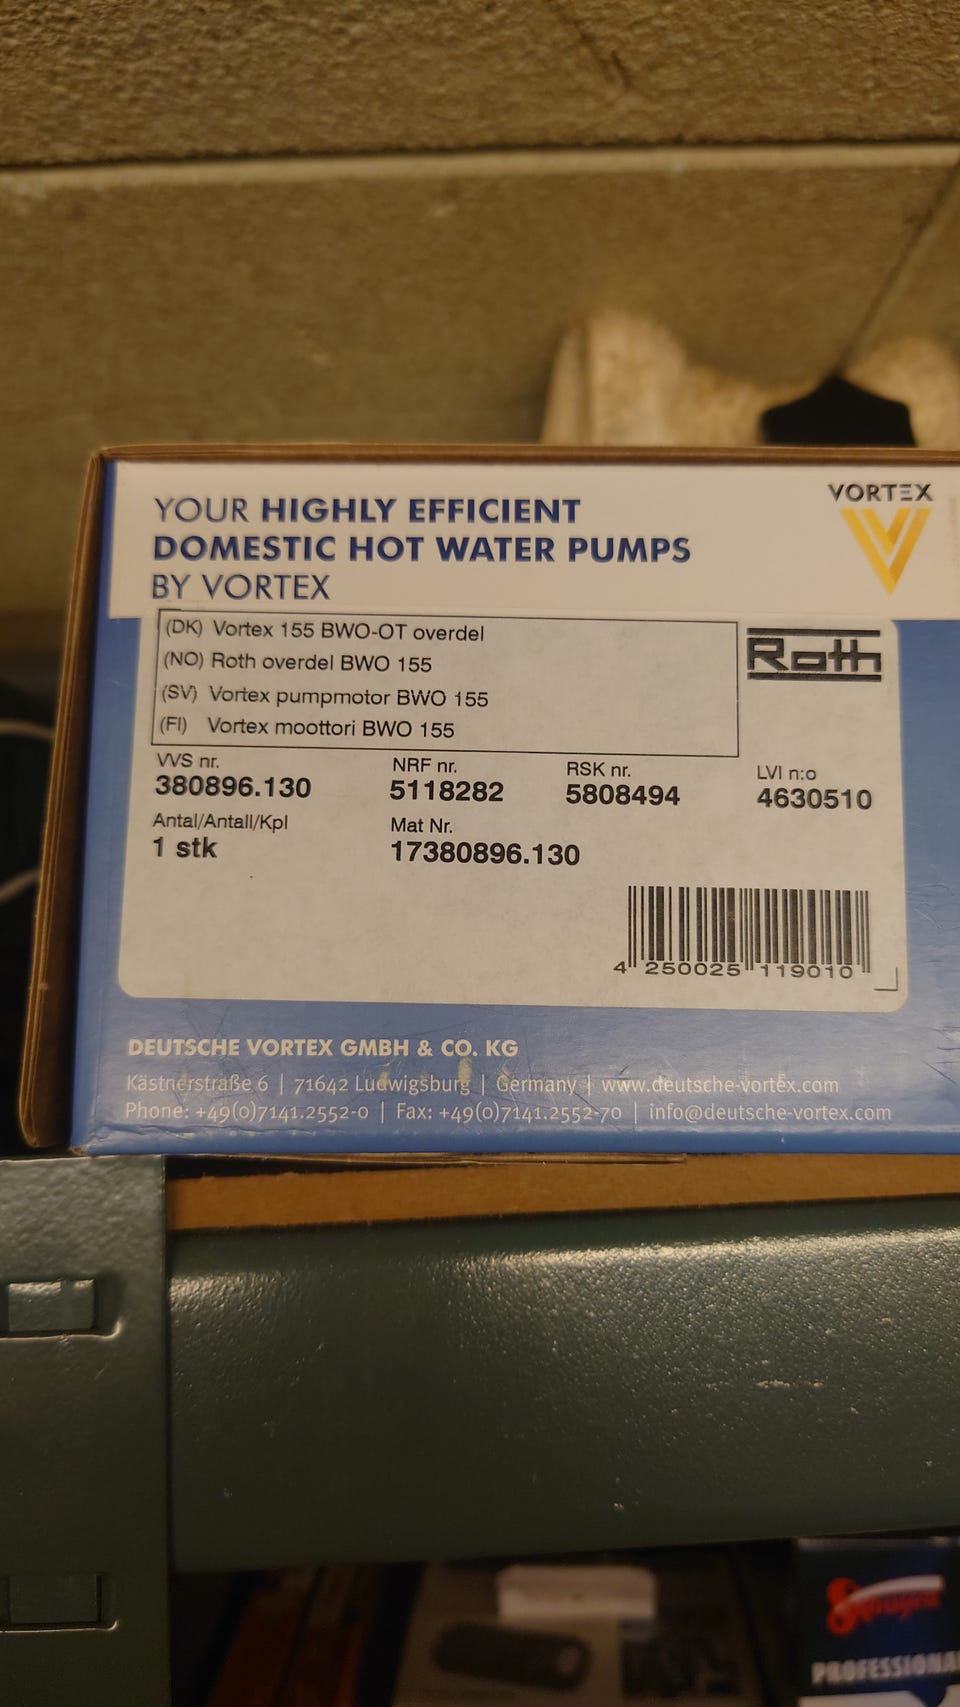 YOUR HIGHLY EFFICIENT
DOMESTIC HOT WATER PUMPS
BY VORTEX
VORTEX
(DK) Vortex 155 BWO-OT overdel
(NO) Roth overdel BWO 155
(SV) Vortex pumpmotor BWO 155
(FI) Vortex moottori BWO 155
Roth
VVS nr. NRF nr. RSK nr. LVI n:o
380896.130 5118282 5808494 4630510
Antal/Antall/Kpl Mat Nr.
1 stk 17380896.130
4 250025 119010
DEUTSCHE VORTEX GMBH & CO. KG
Kästnerstraße 6 | 71642 Ludwigsburg | Germany | www.deutsche-vortex.com
Phone: +49(0)7141.2552-0 | Fax: +49(0)7141.2552-70 | info@deutsche-vortex.com
PROFESSIONAL